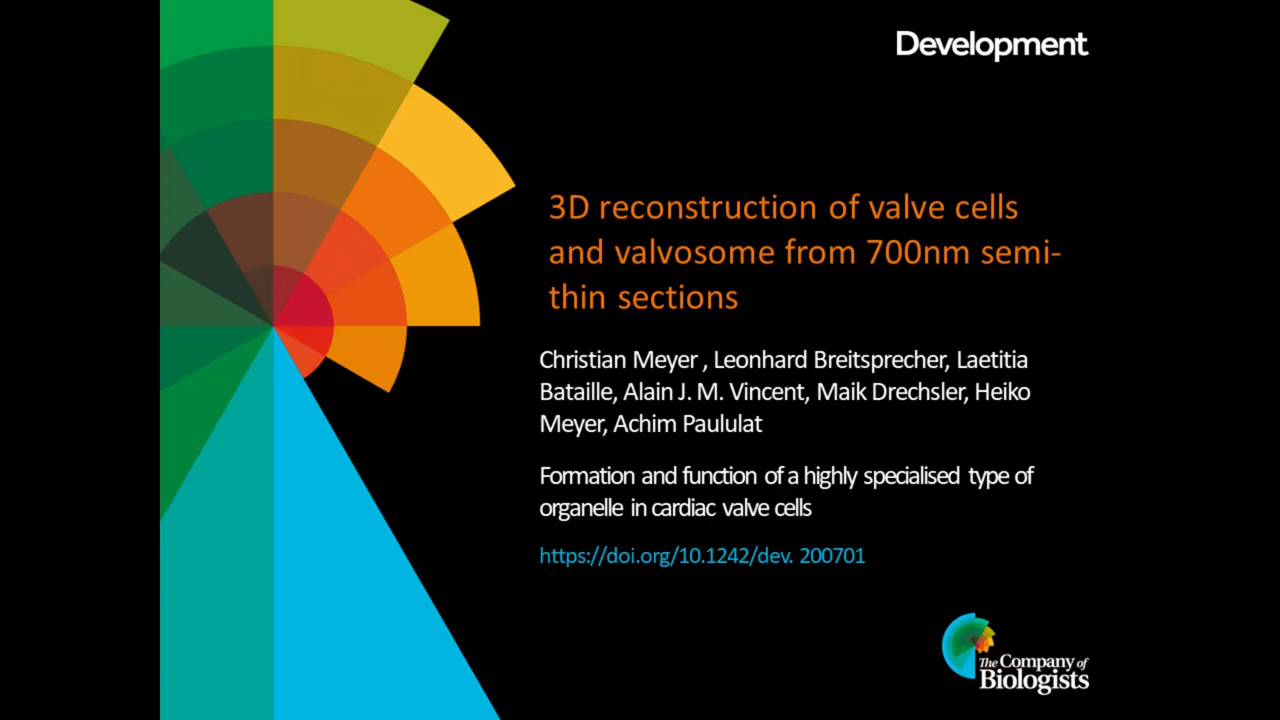 Development
3D reconstruction of valve cells
and valvosome from 700nm semi-
thin sections
Christian Meyer , Leonhard Breitsprecher, Laetitia
Bataille, Alain J. M. Vincent, Maik Drechsler, Heiko
Meyer, Achim Paululat
Formation and function of a highly specialised type of
organelle in cardiac valve cells
https://doi.org/10.1242/dev. 200701
The Company of
Biologists